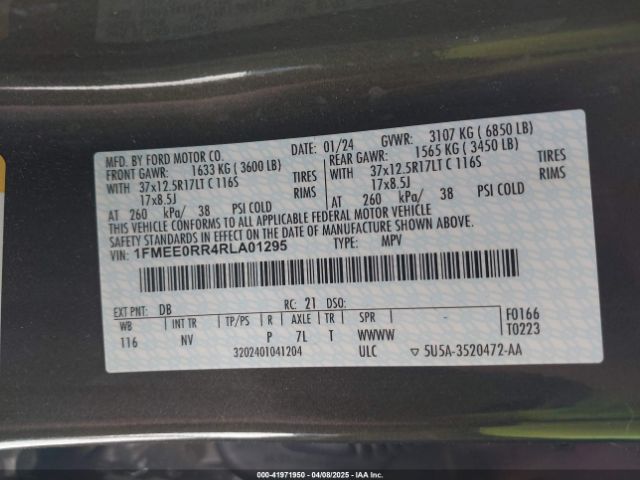 MFD. BY FORD MOTOR CO.
DATE: 01/24 GVWR: 3107 KG ( 6850 LB)
FRONT GAWR: 1633 KG ( 3600 LB) REAR GAWR: 1565 KG ( 3450 LB)
WITH 37x12.5R17LT C 116S TIRES WITH 37x12.5R17LT C 116S TIRES
17x8.5J RIMS 17x8.5J RIMS
AT 260 kPa/ 38 PSI COLD AT 260 kPa/ 38 PSI COLD
THIS VEHICLE CONFORMS TO ALL APPLICABLE FEDERAL MOTOR VEHICLE
SAFETY STANDARDS IN EFFECT ON THE DATE OF MANUFACTURE SHOWN ABOVE.
VIN: 1FMEE0RR4RLA01295 TYPE: MPV
EXT PNT: DB RC: 21 DSO:
WB INT TR TP/PS R AXLE TR SPR F0166
116 NV P 7L T WWWW T0223
3202401041204 ULC ▽ 5U5A-3520472-AA
000-41971950 - 04/08/2025 - IAAI.COM